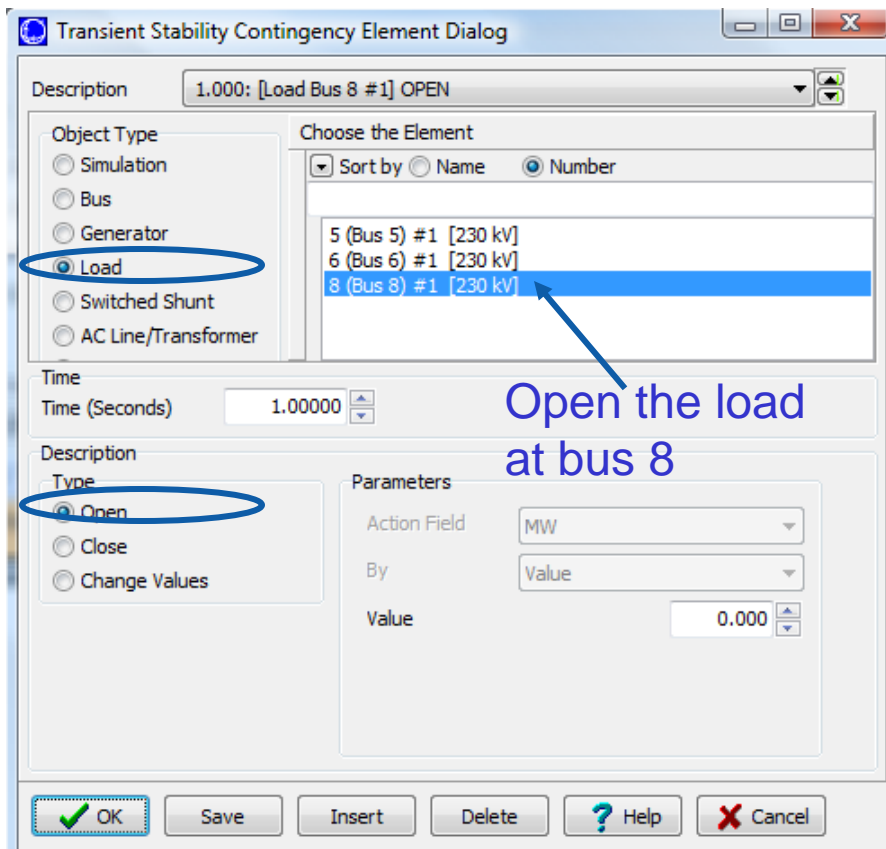 Transient Stability Contingency Element Dialog
Description 1.000: [Load Bus 8 #1] OPEN
Object Type
Simulation
Bus
Generator
Load
Switched Shunt
AC Line/Transformer
Choose the Element
Sort by Name Number
5 (Bus 5) #1 [230 kV]
6 (Bus 6) #1 [230 kV]
8 (Bus 8) #1 [230 kV]
Time
Time (Seconds) 1.00000
Open the load
at bus 8
Description
Type
Open
Close
Change Values
Parameters
Action Field MW
By Value
Value 0.000
OK Save Insert Delete ? Help Cancel